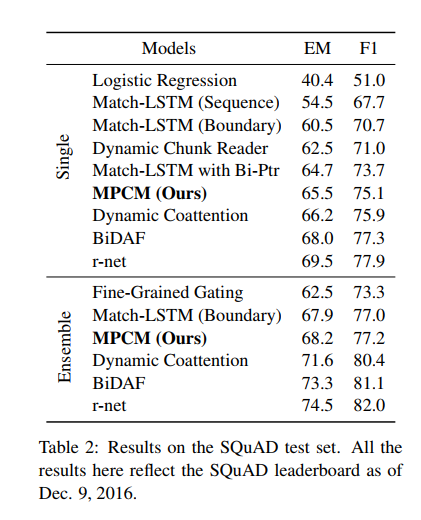 Models EM F1
Single
Logistic Regression 40.4 51.0
Match-LSTM (Sequence) 54.5 67.7
Match-LSTM (Boundary) 60.5 70.7
Dynamic Chunk Reader 62.5 71.0
Match-LSTM with Bi-Ptr 64.7 73.7
MPCM (Ours) 65.5 75.1
Dynamic Coattention 66.2 75.9
BiDAF 68.0 77.3
r-net 69.5 77.9
Ensemble
Fine-Grained Gating 62.5 73.3
Match-LSTM (Boundary) 67.9 77.0
MPCM (Ours) 68.2 77.2
Dynamic Coattention 71.6 80.4
BiDAF 73.3 81.1
r-net 74.5 82.0
Table 2: Results on the SQuAD test set. All the
results here reflect the SQuAD leaderboard as of
Dec. 9, 2016.